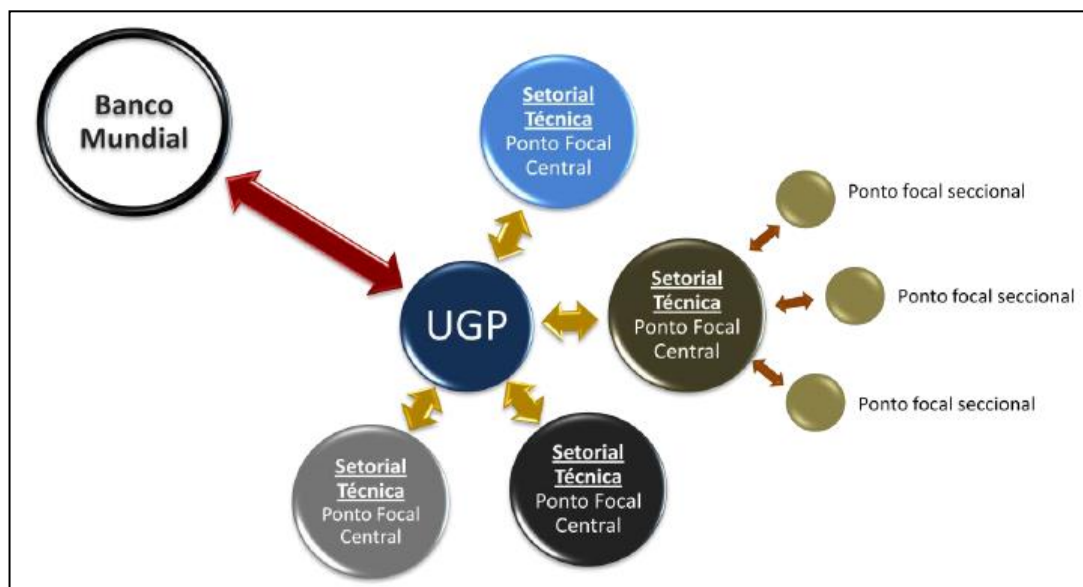 Banco
Mundial
Setorial
Técnica
Ponto Focal
Central
Ponto focal seccional
UGP
Setorial
Técnica
Ponto Focal
Central
Ponto focal seccional
Ponto focal seccional
Setorial
Técnica
Ponto Focal
Central
Setorial
Técnica
Ponto Focal
Central